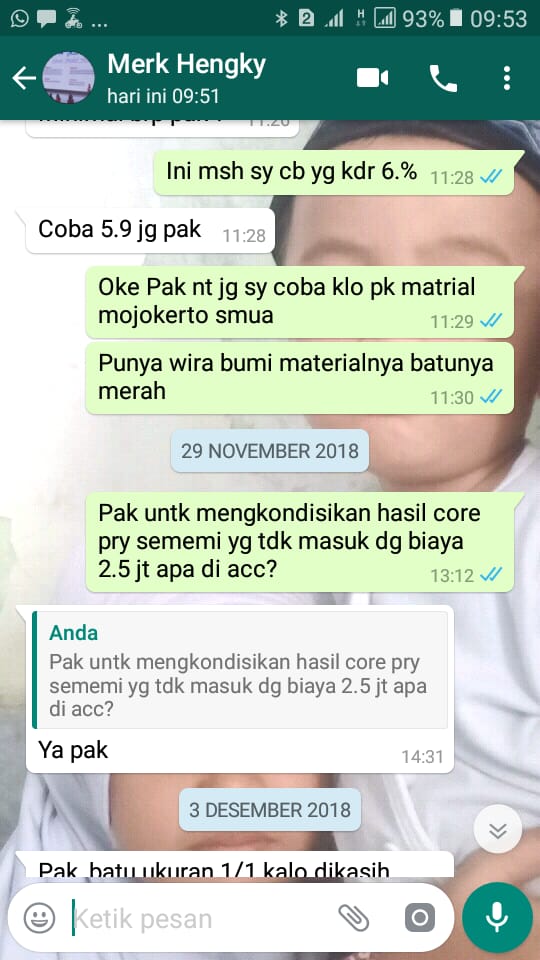 ... 2 H 93% 09:53
Merk Hengky
hari ini 09:51
11:26
Ini msh sy cb yg kdr 6.% 11:28
Coba 5.9 jg pak 11:28
Oke Pak nt jg sy coba klo pk matrial
mojokerto smua 11:29
Punya wira bumi materialnya batunya
merah 11:30
29 NOVEMBER 2018
Pak untk mengkondisikan hasil core
pry sememi yg tdk masuk dg biaya
2.5 jt apa di acc? 13:12
Anda
Pak untk mengkondisikan hasil core pry
sememi yg tdk masuk dg biaya 2.5 jt apa
di acc?
Ya pak 14:31
3 DESEMBER 2018
Pak, batu ukuran 1/1 kalo dikasih
Ketik pesan